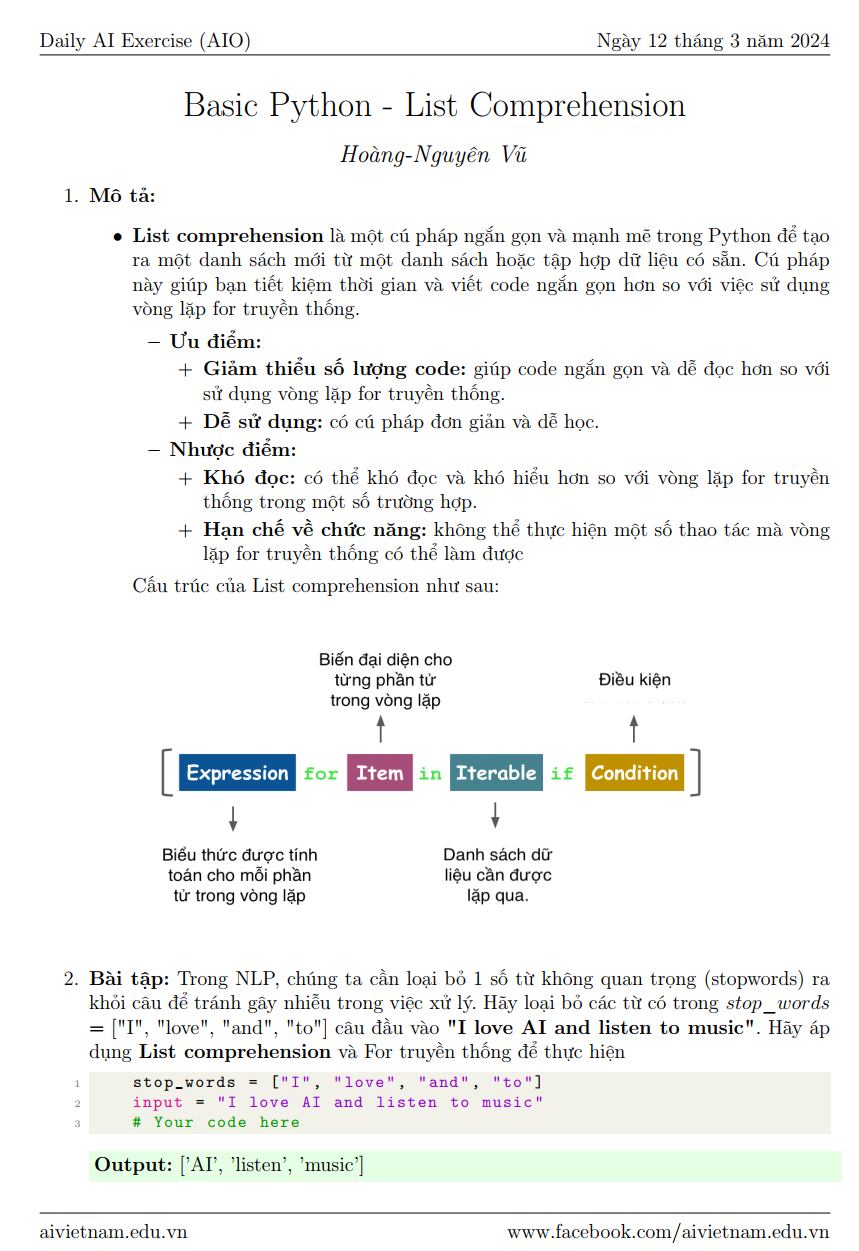 Daily AI Exercise (AIO)
Ngày 12 tháng 3 năm 2024
Basic Python - List Comprehension
Hoàng-Nguyên Vũ
1. Mô tả:
• List comprehension là một cú pháp ngắn gọn và mạnh mẽ trong Python để tạo
ra một danh sách mới từ một danh sách hoặc tập hợp dữ liệu có sẵn. Cú pháp
này giúp bạn tiết kiệm thời gian và viết code ngắn gọn hơn so với việc sử dụng
vòng lặp for truyền thống.
– Ưu điểm:
+ Giảm thiểu số lượng code: giúp code ngắn gọn và dễ đọc hơn so với
sử dụng vòng lặp for truyền thống.
+ Dễ sử dụng: có cú pháp đơn giản và dễ học.
– Nhược điểm:
+ Khó đọc: có thể khó đọc và khó hiểu hơn so với vòng lặp for truyền
thống trong một số trường hợp.
+ Hạn chế về chức năng: không thể thực hiện một số thao tác mà vòng
lặp for truyền thống có thể làm được
Cấu trúc của List comprehension như sau:
Biến đại diện cho
từng phần tử
trong vòng lặp
Điều kiện
[Expression for Item in Iterable if Condition]
Biểu thức được tính
toán cho mỗi phần
tử trong vòng lặp
Danh sách dữ
liệu cần được
lặp qua.
2. Bài tập: Trong NLP, chúng ta cần loại bỏ 1 số từ không quan trọng (stopwords) ra
khỏi câu để tránh gây nhiễu trong việc xử lý. Hãy loại bỏ các từ có trong stop_words
= ["I", "love", "and", "to"] câu đầu vào "I love AI and listen to music". Hãy áp
dụng List comprehension và For truyền thống để thực hiện
1 stop_words = ["I", "love", "and", "to"]
2 input = "I love AI and listen to music"
3 # Your code here
Output: ['AI', 'listen', 'music']
aivietnam.edu.vn
www.facebook.com/aivietnam.edu.vn